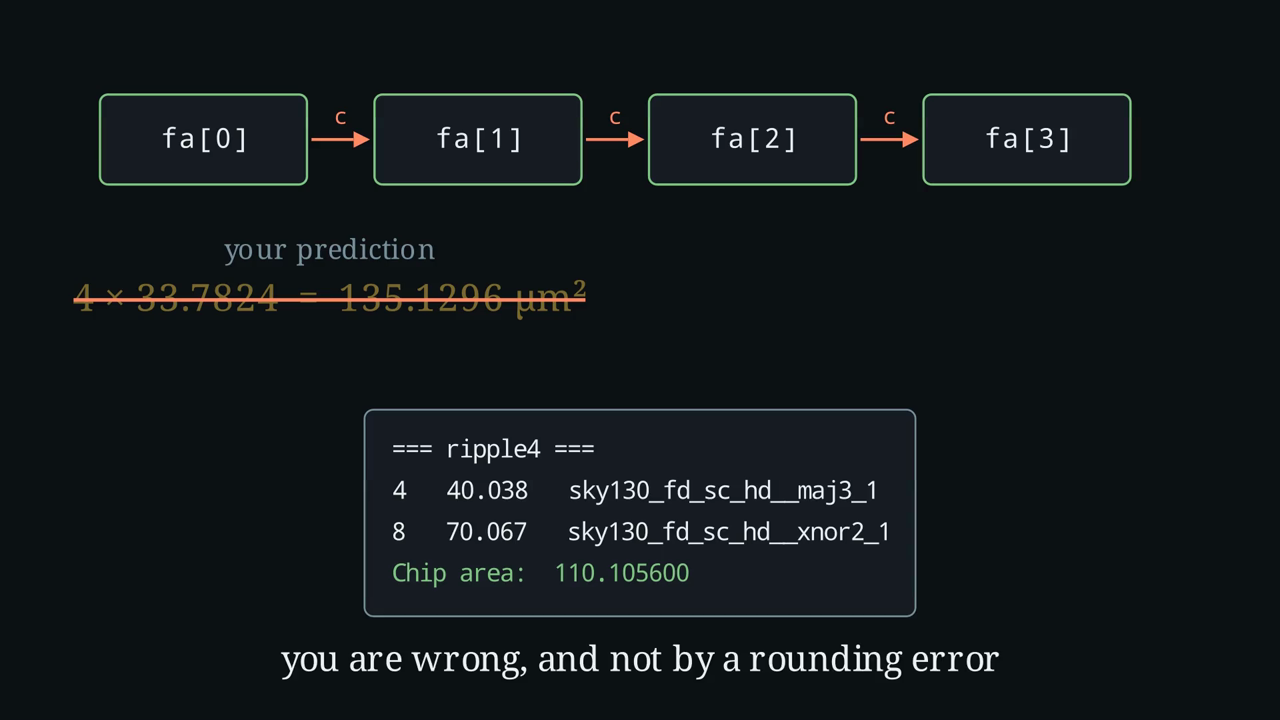 fa[0] c fa[1] c fa[2] c fa[3]
your prediction
4 × 33.7824 = 135.1296 μm²
=== ripple4 ===
4 40.038 sky130_fd_sc_hd__maj3_1
8 70.067 sky130_fd_sc_hd__xnor2_1
Chip area: 110.105600
you are wrong, and not by a rounding error